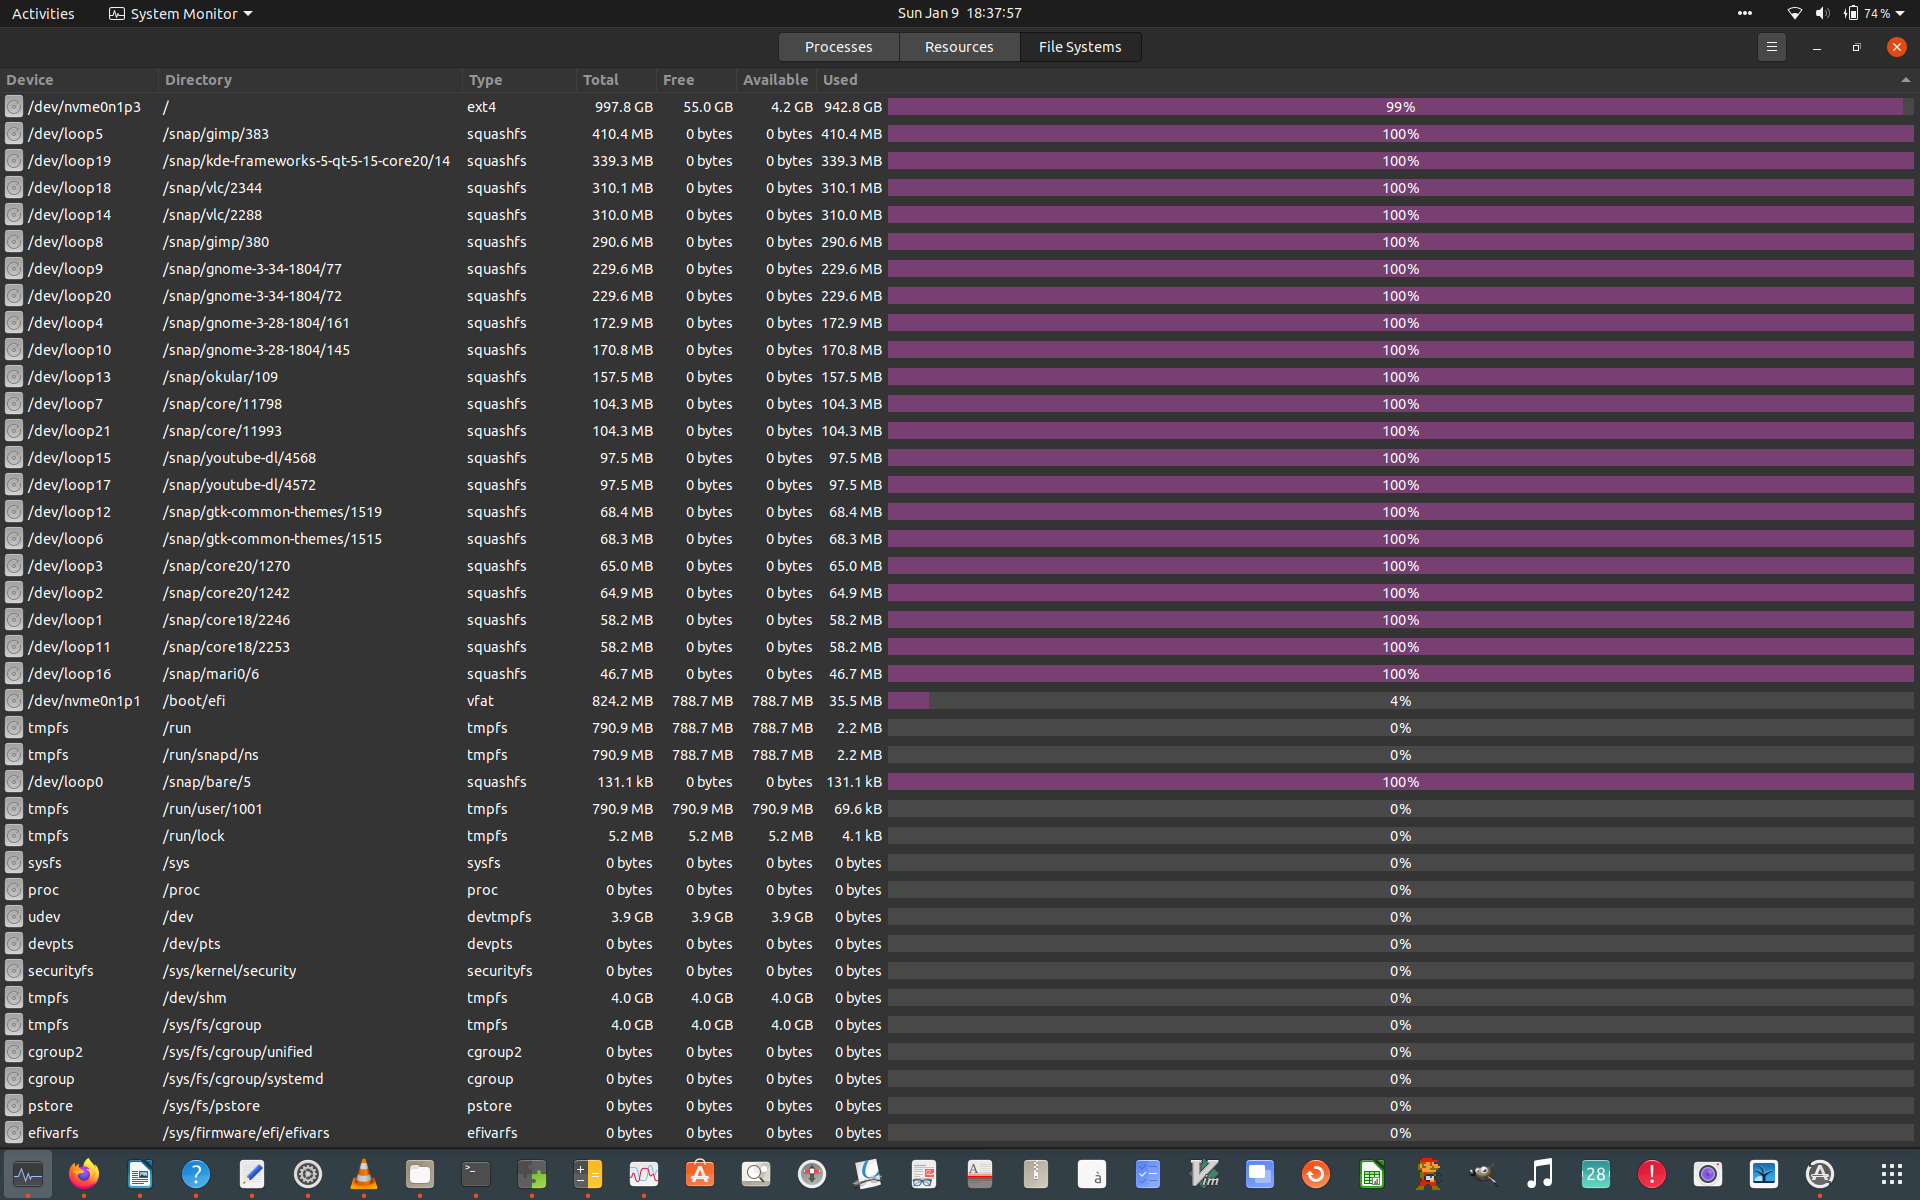 Activities System Monitor Sun Jan 9 18:37:57 74%
Processes Resources File Systems
Device Directory Type Total Free Available Used
/dev/nvme0n1p3 / ext4 997.8 GB 55.0 GB 4.2 GB 942.8 GB 99%
/dev/loop5 /snap/gimp/383 squashfs 410.4 MB 0 bytes 0 bytes 410.4 MB 100%
/dev/loop19 /snap/kde-frameworks-5-qt-5-15-core20/14 squashfs 339.3 MB 0 bytes 0 bytes 339.3 MB 100%
/dev/loop18 /snap/vlc/2344 squashfs 310.1 MB 0 bytes 0 bytes 310.1 MB 100%
/dev/loop14 /snap/vlc/2288 squashfs 310.0 MB 0 bytes 0 bytes 310.0 MB 100%
/dev/loop8 /snap/gimp/380 squashfs 290.6 MB 0 bytes 0 bytes 290.6 MB 100%
/dev/loop9 /snap/gnome-3-34-1804/77 squashfs 229.6 MB 0 bytes 0 bytes 229.6 MB 100%
/dev/loop20 /snap/gnome-3-34-1804/72 squashfs 229.6 MB 0 bytes 0 bytes 229.6 MB 100%
/dev/loop4 /snap/gnome-3-28-1804/161 squashfs 172.9 MB 0 bytes 0 bytes 172.9 MB 100%
/dev/loop10 /snap/gnome-3-28-1804/145 squashfs 170.8 MB 0 bytes 0 bytes 170.8 MB 100%
/dev/loop13 /snap/okular/109 squashfs 157.5 MB 0 bytes 0 bytes 157.5 MB 100%
/dev/loop7 /snap/core/11798 squashfs 104.3 MB 0 bytes 0 bytes 104.3 MB 100%
/dev/loop21 /snap/core/11993 squashfs 104.3 MB 0 bytes 0 bytes 104.3 MB 100%
/dev/loop15 /snap/youtube-dl/4568 squashfs 97.5 MB 0 bytes 0 bytes 97.5 MB 100%
/dev/loop17 /snap/youtube-dl/4572 squashfs 97.5 MB 0 bytes 0 bytes 97.5 MB 100%
/dev/loop12 /snap/gtk-common-themes/1519 squashfs 68.4 MB 0 bytes 0 bytes 68.4 MB 100%
/dev/loop6 /snap/gtk-common-themes/1515 squashfs 68.3 MB 0 bytes 0 bytes 68.3 MB 100%
/dev/loop3 /snap/core20/1270 squashfs 65.0 MB 0 bytes 0 bytes 65.0 MB 100%
/dev/loop2 /snap/core20/1242 squashfs 64.9 MB 0 bytes 0 bytes 64.9 MB 100%
/dev/loop1 /snap/core18/2246 squashfs 58.2 MB 0 bytes 0 bytes 58.2 MB 100%
/dev/loop11 /snap/core18/2253 squashfs 58.2 MB 0 bytes 0 bytes 58.2 MB 100%
/dev/loop16 /snap/mari0/6 squashfs 46.7 MB 0 bytes 0 bytes 46.7 MB 100%
/dev/nvme0n1p1 /boot/efi vfat 824.2 MB 788.7 MB 788.7 MB 35.5 MB 4%
tmpfs /run tmpfs 790.9 MB 788.7 MB 788.7 MB 2.2 MB 0%
tmpfs /run/snapd/ns tmpfs 790.9 MB 788.7 MB 788.7 MB 2.2 MB 0%
/dev/loop0 /snap/bare/5 squashfs 131.1 kB 0 bytes 0 bytes 131.1 kB 100%
tmpfs /run/user/1001 tmpfs 790.9 MB 790.9 MB 790.9 MB 69.6 kB 0%
tmpfs /run/lock tmpfs 5.2 MB 5.2 MB 5.2 MB 4.1 kB 0%
sysfs /sys sysfs 0 bytes 0 bytes 0 bytes 0 bytes 0%
proc /proc proc 0 bytes 0 bytes 0 bytes 0 bytes 0%
udev /dev devtmpfs 3.9 GB 3.9 GB 3.9 GB 0 bytes 0%
devpts /dev/pts devpts 0 bytes 0 bytes 0 bytes 0 bytes 0%
securityfs /sys/kernel/security securityfs 0 bytes 0 bytes 0 bytes 0 bytes 0%
tmpfs /dev/shm tmpfs 4.0 GB 4.0 GB 4.0 GB 0 bytes 0%
tmpfs /sys/fs/cgroup tmpfs 4.0 GB 4.0 GB 4.0 GB 0 bytes 0%
cgroup2 /sys/fs/cgroup/unified cgroup2 0 bytes 0 bytes 0 bytes 0 bytes 0%
cgroup /sys/fs/cgroup/systemd cgroup 0 bytes 0 bytes 0 bytes 0 bytes 0%
pstore /sys/fs/pstore pstore 0 bytes 0 bytes 0 bytes 0 bytes 0%
efivarfs /sys/firmware/efi/efivars efivarfs 0 bytes 0 bytes 0 bytes 0 bytes 0%
? >_ A à Vim 28 !